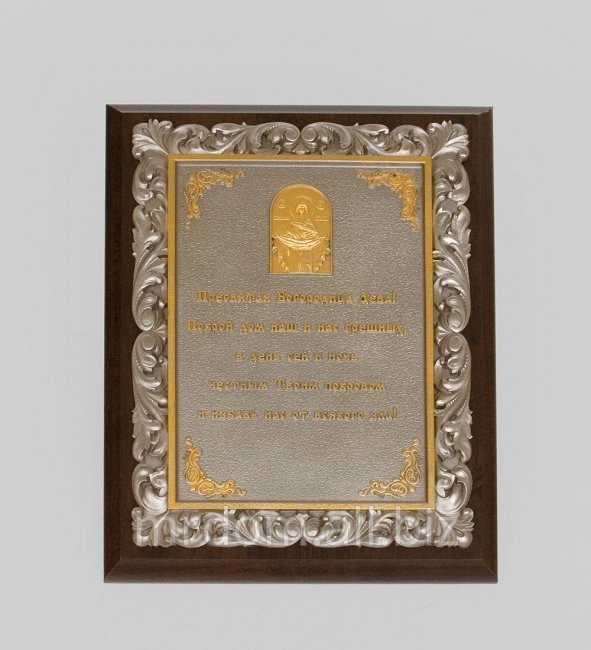 Пресвятая Богородица Дева!
Покрой дом наш и нас грешных,
в день сей и ночь
честным Твоим покровом
и избавь нас от всякого зла!